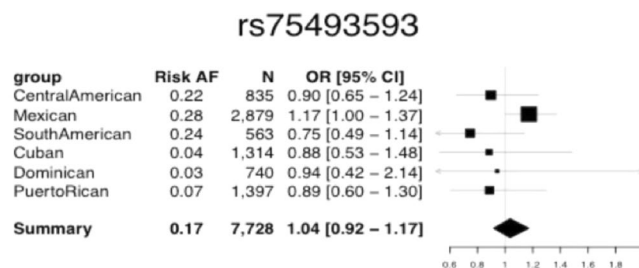 rs75493593
group Risk AF N OR [95% CI]
CentralAmerican 0.22 835 0.90 [0.65 – 1.24]
Mexican 0.28 2,879 1.17 [1.00 – 1.37]
SouthAmerican 0.24 563 0.75 [0.49 – 1.14]
Cuban 0.04 1,314 0.88 [0.53 – 1.48]
Dominican 0.03 740 0.94 [0.42 – 2.14]
PuertoRican 0.07 1,397 0.89 [0.60 – 1.30]
Summary 0.17 7,728 1.04 [0.92 – 1.17]
0.6 0.8 1 1.2 1.4 1.6 1.8